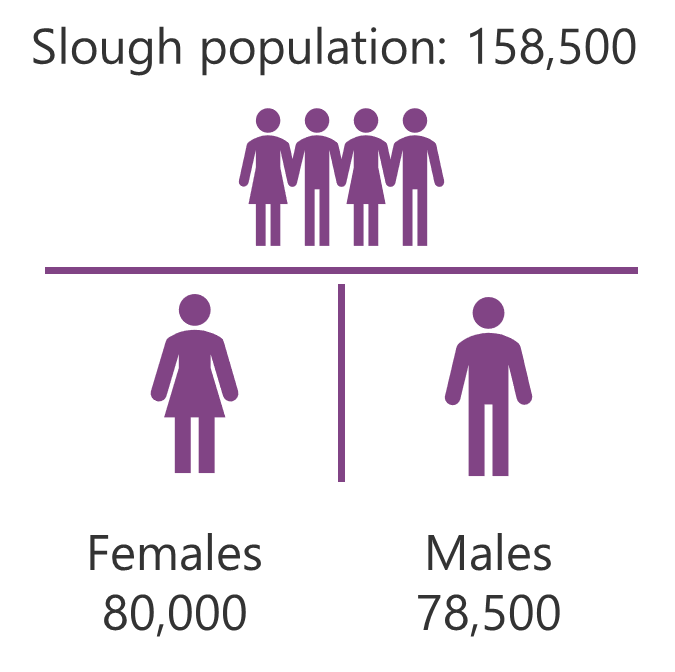 Slough population: 158,500
Females
80,000
Males
78,500